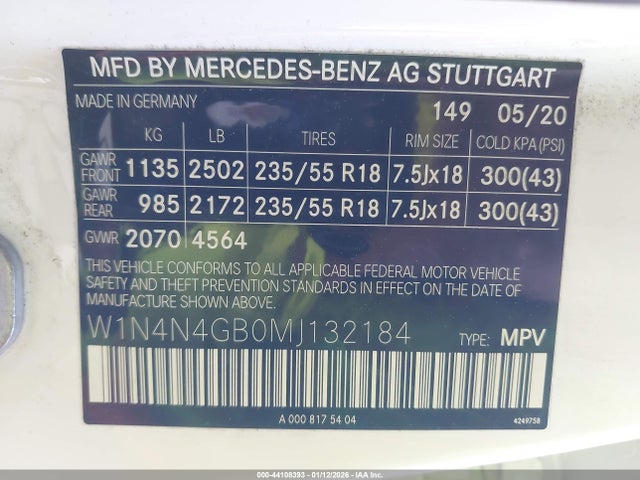 MFD BY MERCEDES-BENZ AG STUTTGART
MADE IN GERMANY 149 05/20
KG LB TIRES RIM SIZE COLD KPA(PSI)
GAWR FRONT 1135 2502 235/55 R18 7.5Jx18 300(43)
GAWR REAR 985 2172 235/55 R18 7.5Jx18 300(43)
GVWR 2070 4564
THIS VEHICLE CONFORMS TO ALL APPLICABLE FEDERAL MOTOR VEHICLE
SAFETY AND THEFT PREVENTION STANDARDS IN EFFECT ON THE DATE OF
MANUFACTURE SHOWN ABOVE.
W1N4N4GB0MJ132184 TYPE: MPV
A 000 817 54 04 4249758
000-44108393 - 01/12/2026 - IAAI.COM